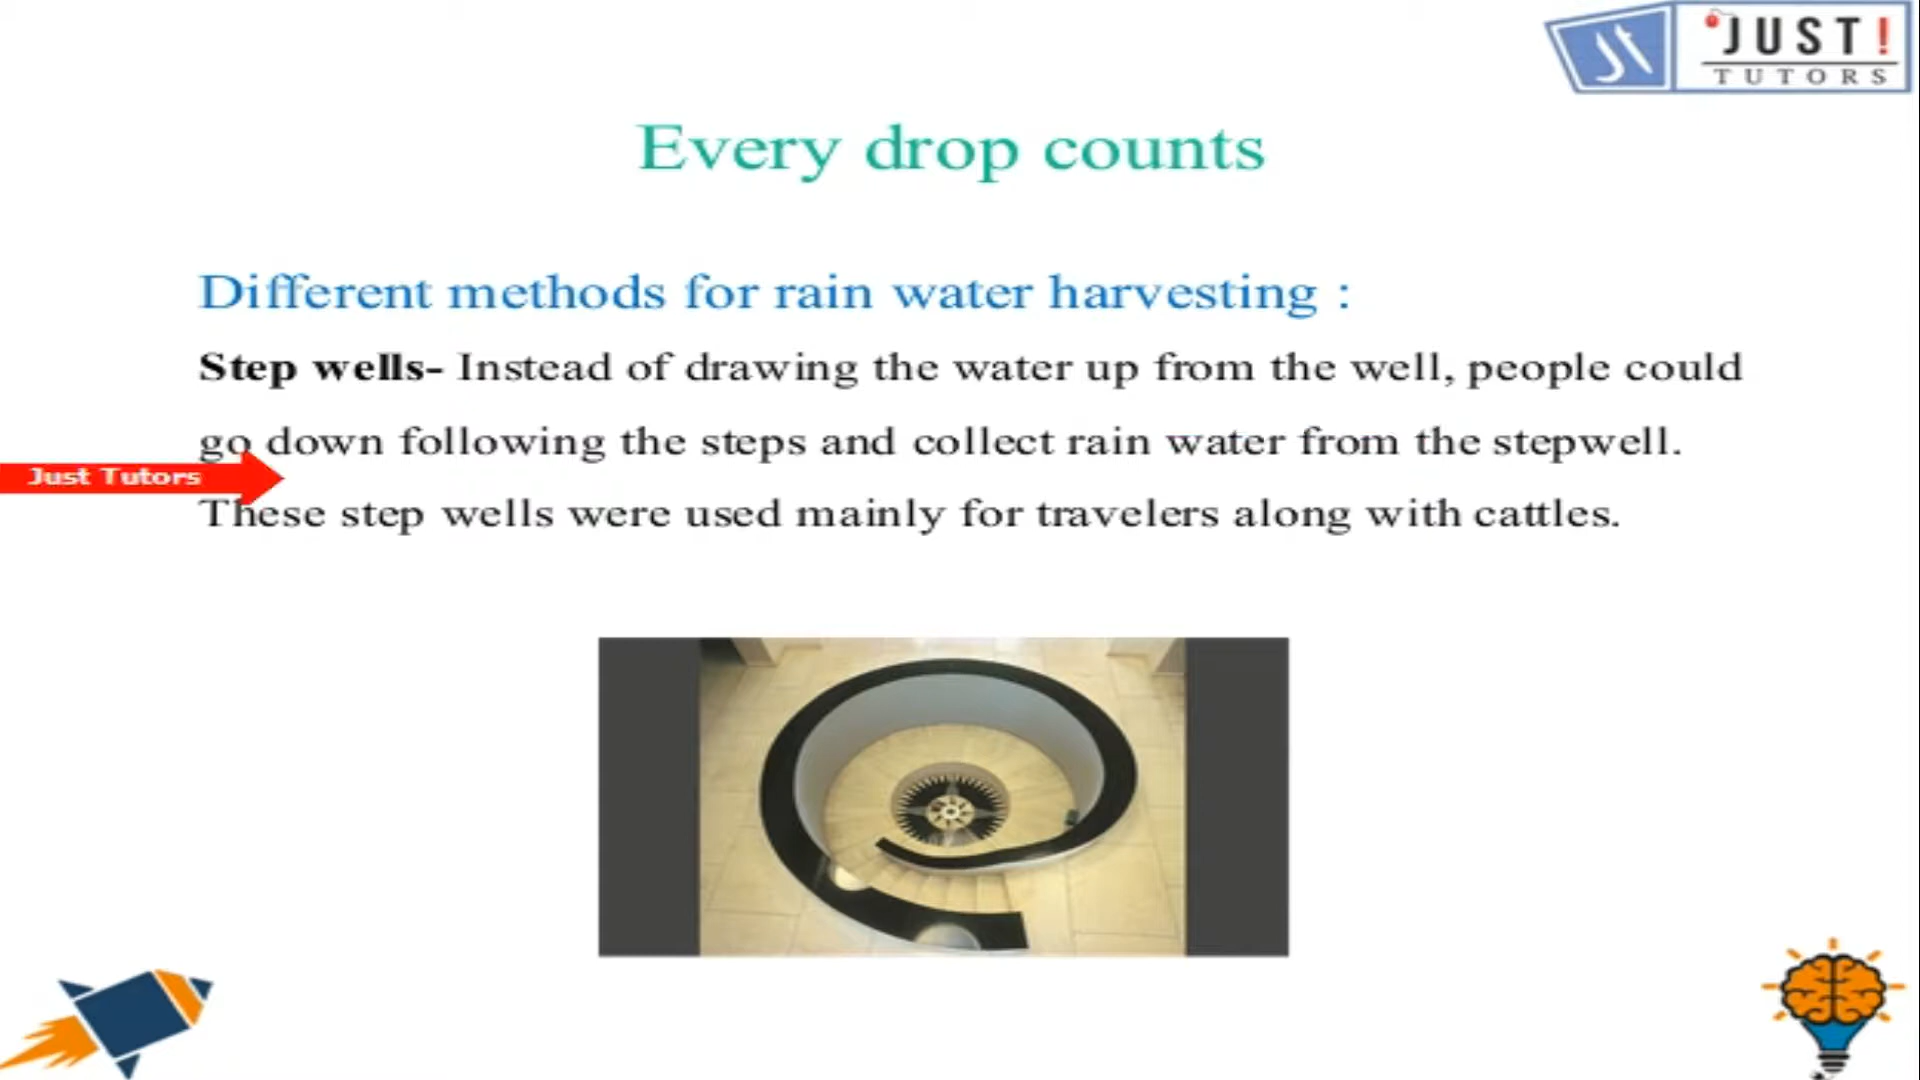 JUST!
TUTORS
Every drop counts
Different methods for rain water harvesting :
Step wells- Instead of drawing the water up from the well, people could
go down following the steps and collect rain water from the stepwell.
Just Tutors
These step wells were used mainly for travelers along with cattles.